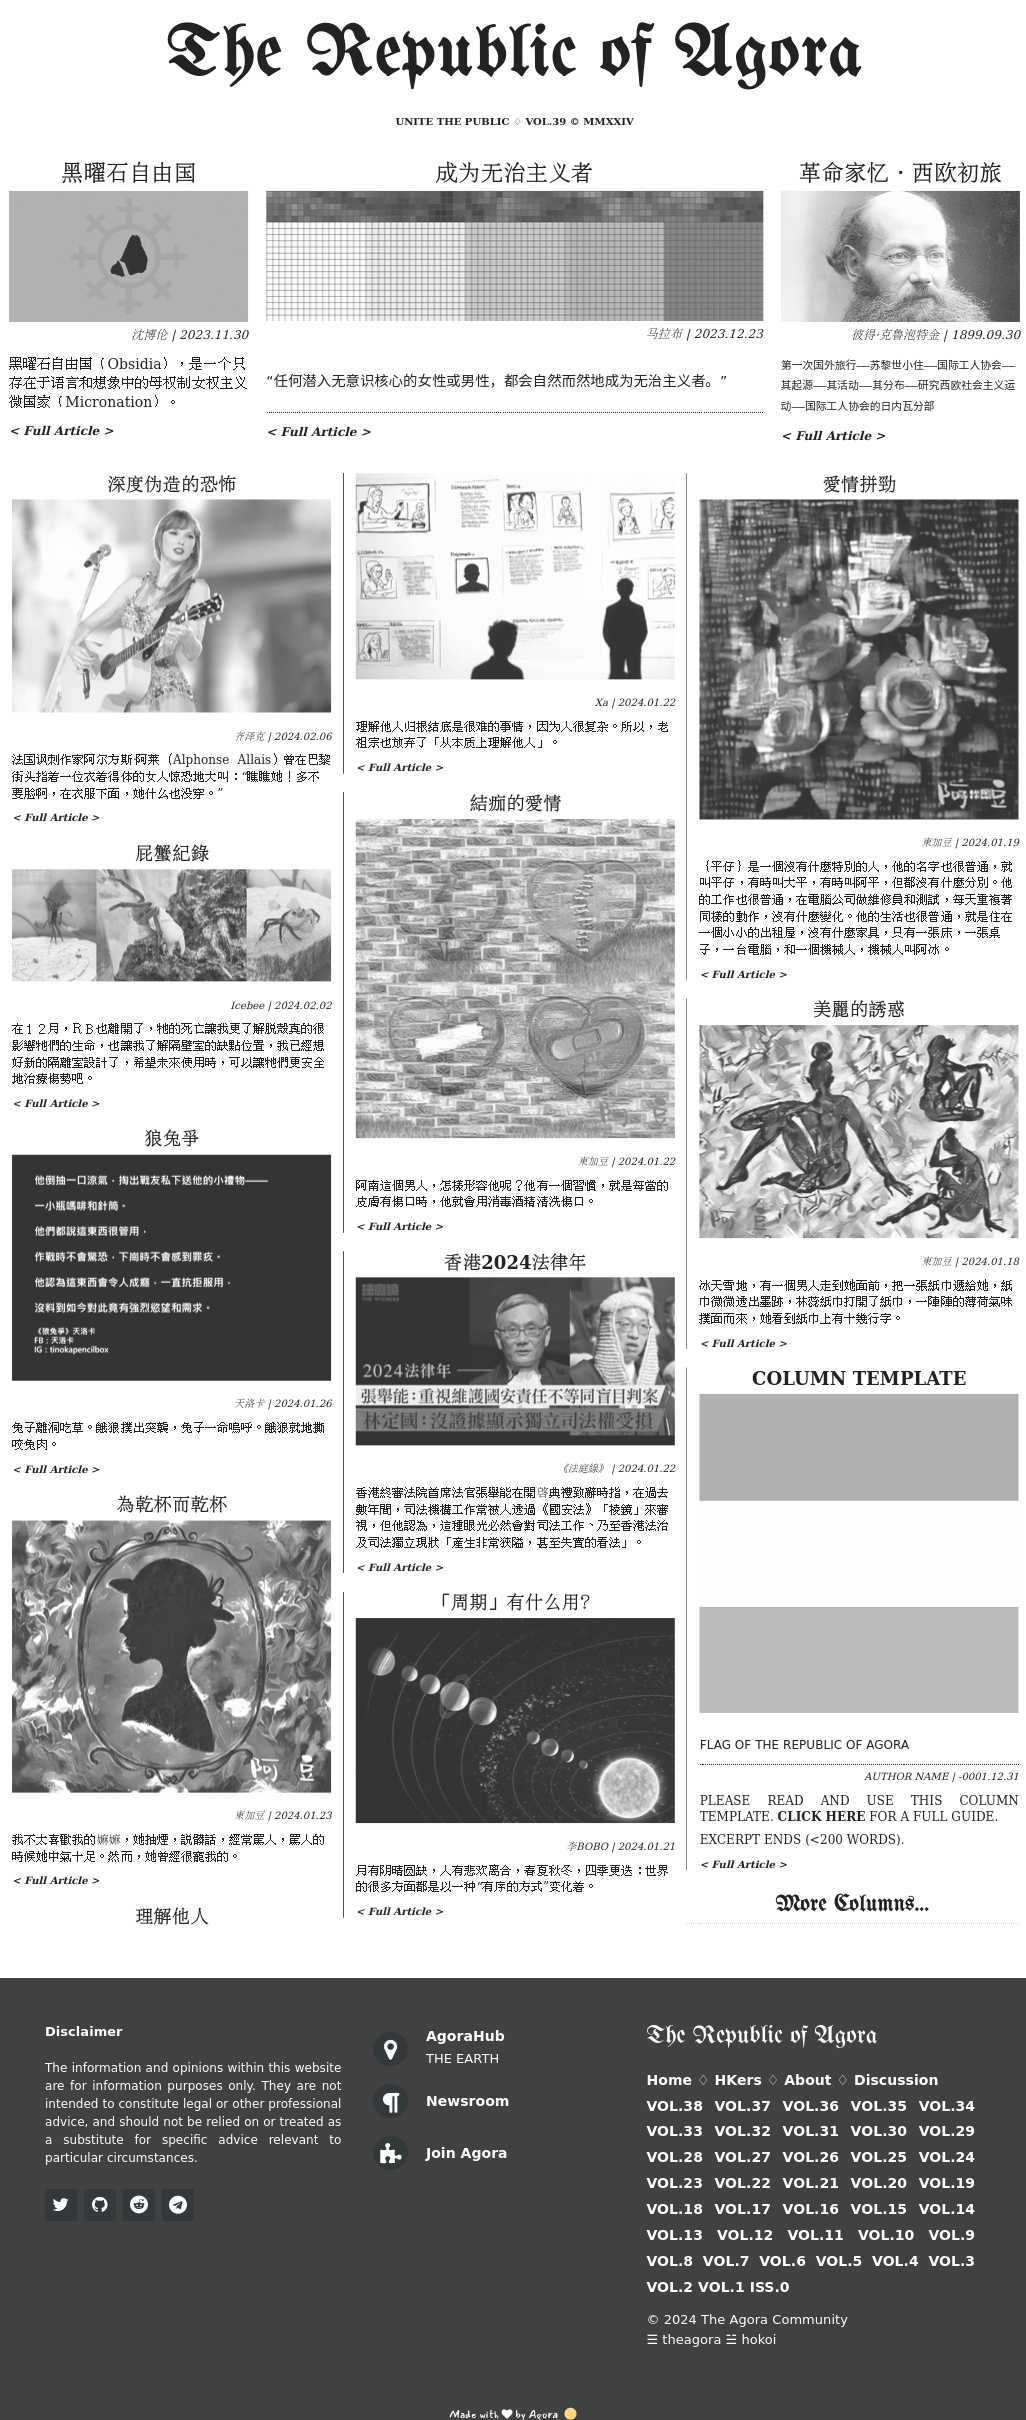 The Republic of Agora
UNITE THE PUBLIC ♢ VOL.39 © MMXXIV
黑曜石自由国
沈博伦 | 2023.11.30
黑曜石自由国（Obsidia），是一个只
存在于语言和想象中的母权制女权主义
微国家（Micronation）。
< Full Article >
成为无治主义者
马拉布 | 2023.12.23
“任何潜入无意识核心的女性或男性，都会自然而然地成为无治主义者。”
< Full Article >
革命家忆·西欧初旅
彼得·克鲁泡特金 | 1899.09.30
第一次国外旅行——苏黎世小住——国际工人协会——
其起源——其活动——其分布——研究西欧社会主义运
动——国际工人协会的日内瓦分部
< Full Article >
深度伪造的恐怖
齐泽克 | 2024.02.06
法国讽刺作家阿尔方斯·阿莱（Alphonse Allais）曾在巴黎
街头指着一位衣着得体的女人惊恐地大叫：“瞧瞧她！多不
要脸啊，在衣服下面，她什么也没穿。”
< Full Article >
屁蟹紀錄
Icebee | 2024.02.02
在１２月，ＲＢ也離開了，牠的死亡讓我更了解脱殼真的很
影響牠們的生命，也讓我了解隔壁室的缺點位置，我已經想
好新的隔離室設計了，希望未來使用時，可以讓牠們更安全
地治療傷勢吧。
< Full Article >
狼兔爭
他倒抽一口涼氣，掏出戰友私下送他的小禮物——
一小瓶嗎啡和針筒。
他們都說這東西很管用，
作戰時不會驚恐，下崗時不會感到罪疚。
他認為這東西會令人成癮，一直抗拒服用，
沒料到如今對此竟有強烈慾望和需求。
《狼兔爭》天洛卡
FB：天洛卡
IG：tinokapencilbox
天洛卡 | 2024.01.26
兔子離洞吃草。餓狼撲出突襲，兔子一命嗚呼。餓狼就地撕
咬兔肉。
< Full Article >
為乾杯而乾杯
阿豆
東加豆 | 2024.01.23
我不太喜歡我的嫲嫲，她抽煙，説髒話，經常罵人，罵人的
時候她中氣十足。然而，她曾經很寵我的。
< Full Article >
理解他人
Xa | 2024.01.22
理解他人归根结底是很难的事情，因为人很复杂。所以，老
祖宗也放弃了「从本质上理解他人」。
< Full Article >
結痂的愛情
東加豆 | 2024.01.22
阿南這個男人，怎樣形容他呢？他有一個習慣，就是每當的
皮膚有傷口時，他就會用消毒酒精清洗傷口。
< Full Article >
香港2024法律年
法庭線
THE WITNESS
2024法律年 ——
張舉能：重視維護國安責任不等同盲目判案
林定國：沒證據顯示獨立司法權受損
《法庭線》 | 2024.01.22
香港終審法院首席法官張舉能在開啓典禮致辭時指，在過去
數年間，司法機構工作常被人透過《國安法》「棱鏡」來審
視，但他認為，這種眼光必然會對司法工作、乃至香港法治
及司法獨立現狀「産生非常狹隘，甚至失實的看法」。
< Full Article >
「周期」有什么用？
李BOBO | 2024.01.21
月有阴晴圆缺，人有悲欢离合，春夏秋冬，四季更迭：世界
的很多方面都是以一种“有序的方式”变化着。
< Full Article >
愛情拼勁
東加豆 | 2024.01.19
｛平仔｝是一個沒有什麼特別的人，他的名字也很普通，就
叫平仔，有時叫大平，有時叫阿平，但都沒有什麼分別。他
的工作也很普通，在電腦公司做維修員和測試，每天重複著
同樣的動作，沒有什麼變化。他的生活也很普通，就是住在
一個小小的出租屋，沒有什麼家具，只有一張床，一張桌
子，一台電腦，和一個機械人，機械人叫阿冰。
< Full Article >
美麗的誘惑
東加豆 | 2024.01.18
冰天雪地，有一個男人走到她面前，把一張紙巾遞給她，紙
巾微微透出墨跡，林蕊紙巾打開了紙巾，一陣陣的薄荷氣味
撲面而來，她看到紙巾上有十幾行字。
< Full Article >
COLUMN TEMPLATE
FLAG OF THE REPUBLIC OF AGORA
AUTHOR NAME | -0001.12.31
PLEASE READ AND USE THIS COLUMN
TEMPLATE. CLICK HERE FOR A FULL GUIDE.
EXCERPT ENDS (<200 WORDS).
< Full Article >
More Columns...
Disclaimer
The information and opinions within this website
are for information purposes only. They are not
intended to constitute legal or other professional
advice, and should not be relied on or treated as
a substitute for specific advice relevant to
particular circumstances.
AgoraHub
THE EARTH
Newsroom
Join Agora
The Republic of Agora
Home ♢ HKers ♢ About ♢ Discussion
VOL.38 VOL.37 VOL.36 VOL.35 VOL.34
VOL.33 VOL.32 VOL.31 VOL.30 VOL.29
VOL.28 VOL.27 VOL.26 VOL.25 VOL.24
VOL.23 VOL.22 VOL.21 VOL.20 VOL.19
VOL.18 VOL.17 VOL.16 VOL.15 VOL.14
VOL.13 VOL.12 VOL.11 VOL.10 VOL.9
VOL.8 VOL.7 VOL.6 VOL.5 VOL.4 VOL.3
VOL.2 VOL.1 ISS.0
© 2024 The Agora Community
☰ theagora ☱ hokoi
Made with ♥ by Agora